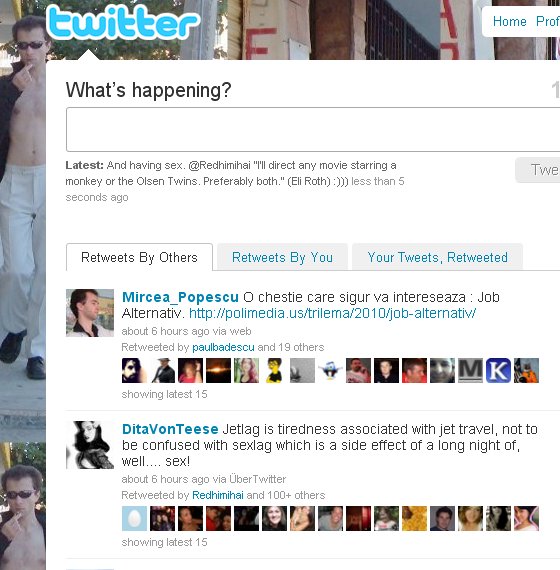 twitter
Home Prof
What's happening?
1
Latest: And having sex. @Redhimihai "I'll direct any movie starring a
monkey or the Olsen Twins. Preferably both." (Eli Roth) :))) less than 5
seconds ago
Twe
Retweets By Others Retweets By You Your Tweets, Retweeted
Mircea_Popescu O chestie care sigur va intereseaza : Job
Alternativ. http://polimedia.us/trilema/2010/job-alternativ/
about 6 hours ago via web
Retweeted by paulbadescu and 19 others
M K
showing latest 15
DitaVonTeese Jetlag is tiredness associated with jet travel, not to
be confused with sexlag which is a side effect of a long night of,
well.... sex!
about 6 hours ago via ÜberTwitter
Retweeted by Redhimihai and 100+ others
showing latest 15